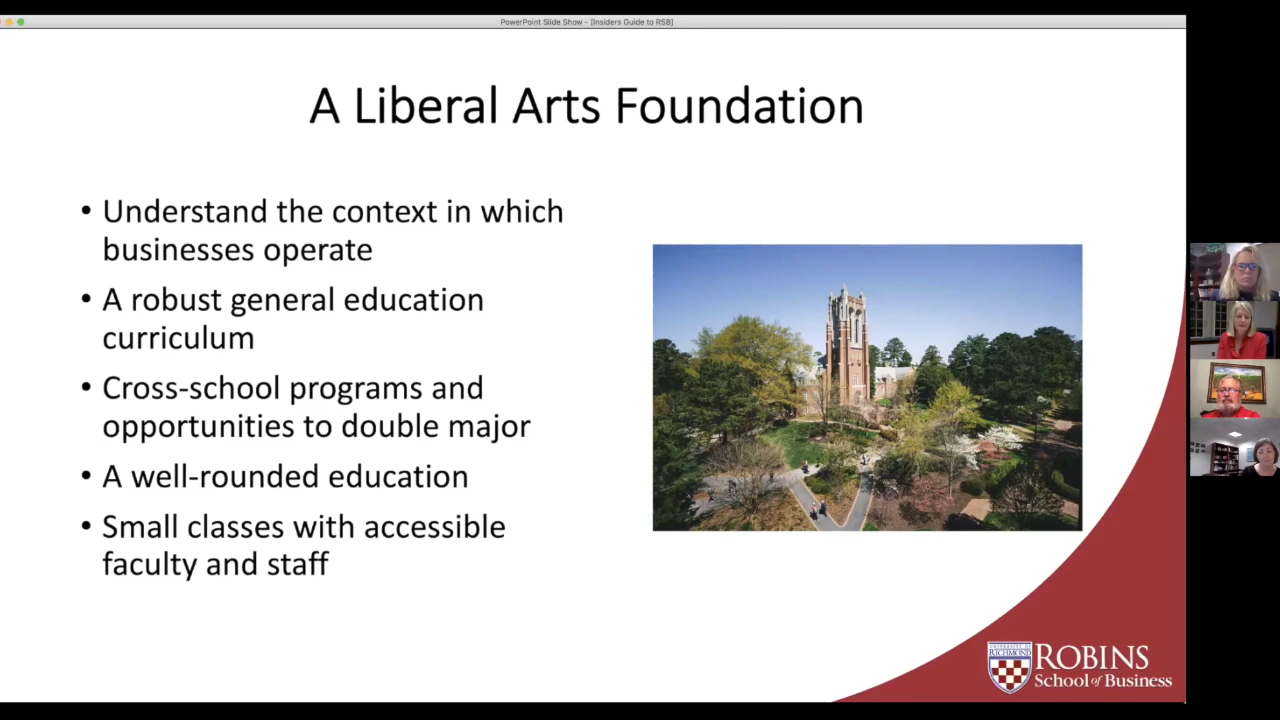 PowerPoint Slide Show - [Insiders Guide to RSB]
A Liberal Arts Foundation
• Understand the context in which
businesses operate
• A robust general education
curriculum
• Cross-school programs and
opportunities to double major
• A well-rounded education
• Small classes with accessible
faculty and staff
UNIVERSITY OF
RICHMOND
ROBINS
School of Business